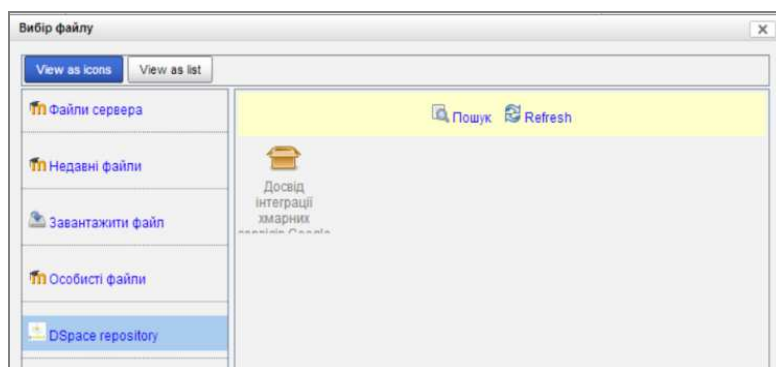 Вибір файлу
View as icons View as list
Файли сервера
Недавні файли
Завантажити файл
Особисті файли
DSpace repository
Пошук Refresh
Досвід
інтеграції
хмарних